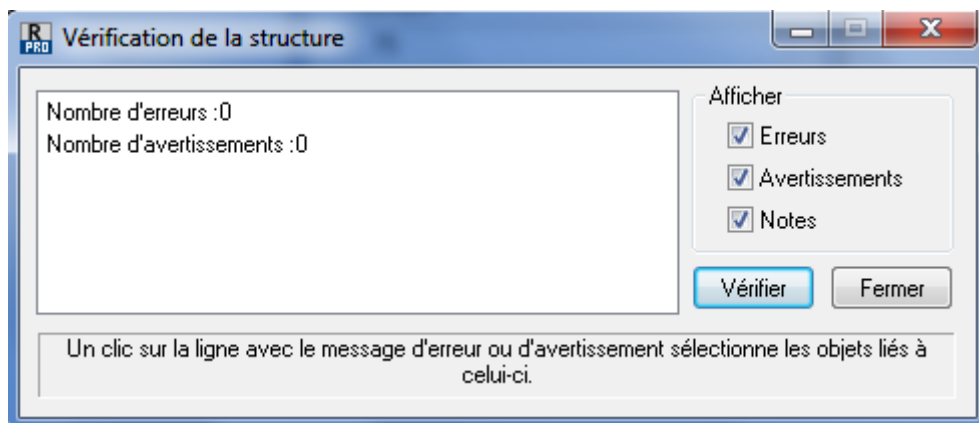 R
PRO
Vérification de la structure
Nombre d'erreurs :0
Nombre d'avertissements :0
Afficher
Erreurs
Avertissements
Notes
Vérifier
Fermer
Un clic sur la ligne avec le message d'erreur ou d'avertissement sélectionne les objets liés à
celui-ci.